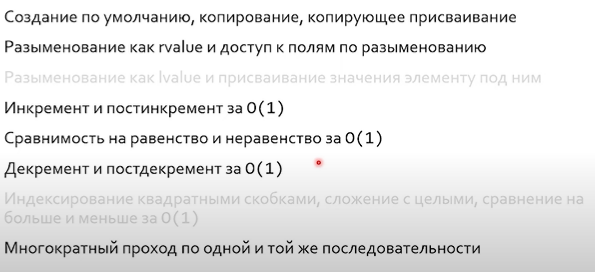 Создание по умолчанию, копирование, копирующее присваивание
Разыменование как rvalue и доступ к полям по разыменованию
Разыменование как lvalue и присваивание значения элементу под ним
Инкремент и постинкремент за O(1)
Сравнимость на равенство и неравенство за O(1)
Декремент и постдекремент за O(1)
Индексирование квадратными скобками, сложение с целыми, сравнение на
больше и меньше за O(1)
Многократный проход по одной и той же последовательности